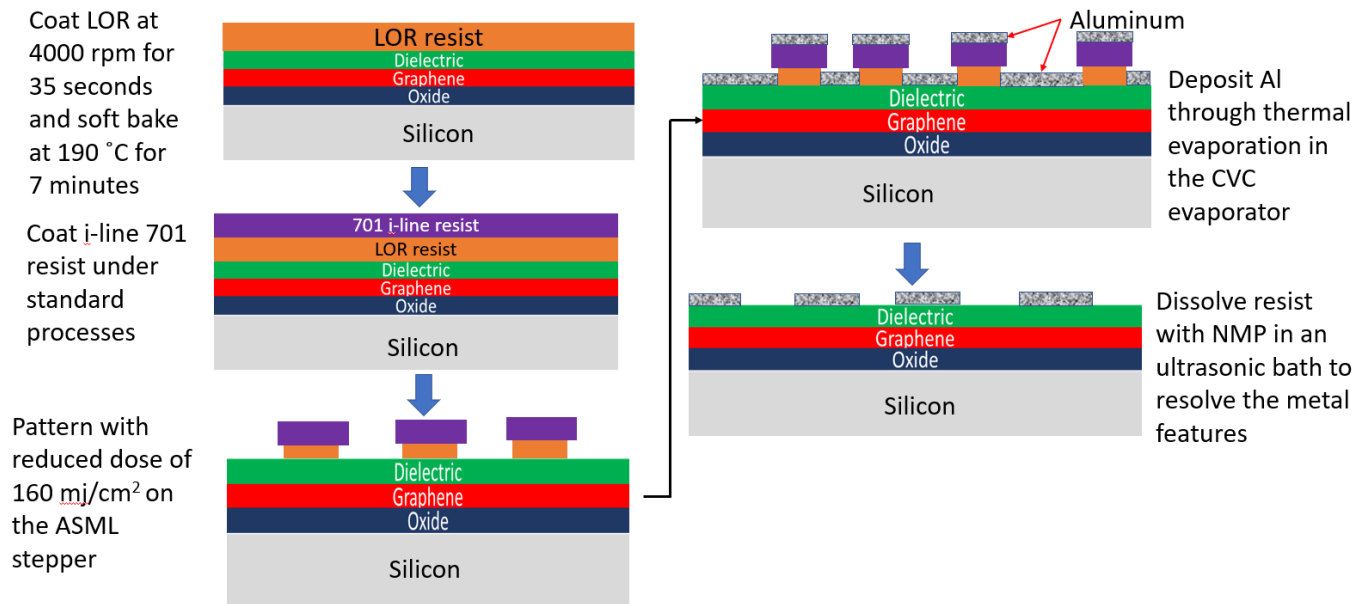 Coat LOR at
4000 rpm for
35 seconds
and soft bake
at 190 ˚C for
7 minutes
LOR resist
Dielectric
Graphene
Oxide
Silicon
Coat i-line 701
resist under
standard
processes
701 i-line resist
LOR resist
Dielectric
Graphene
Oxide
Silicon
Pattern with
reduced dose of
160 mj/cm² on
the ASML
stepper
Dielectric
Graphene
Oxide
Silicon
Aluminum
Dielectric
Graphene
Oxide
Silicon
Deposit Al
through thermal
evaporation in
the CVC
evaporator
Dielectric
Graphene
Oxide
Silicon
Dissolve resist
with NMP in an
ultrasonic bath to
resolve the metal
features